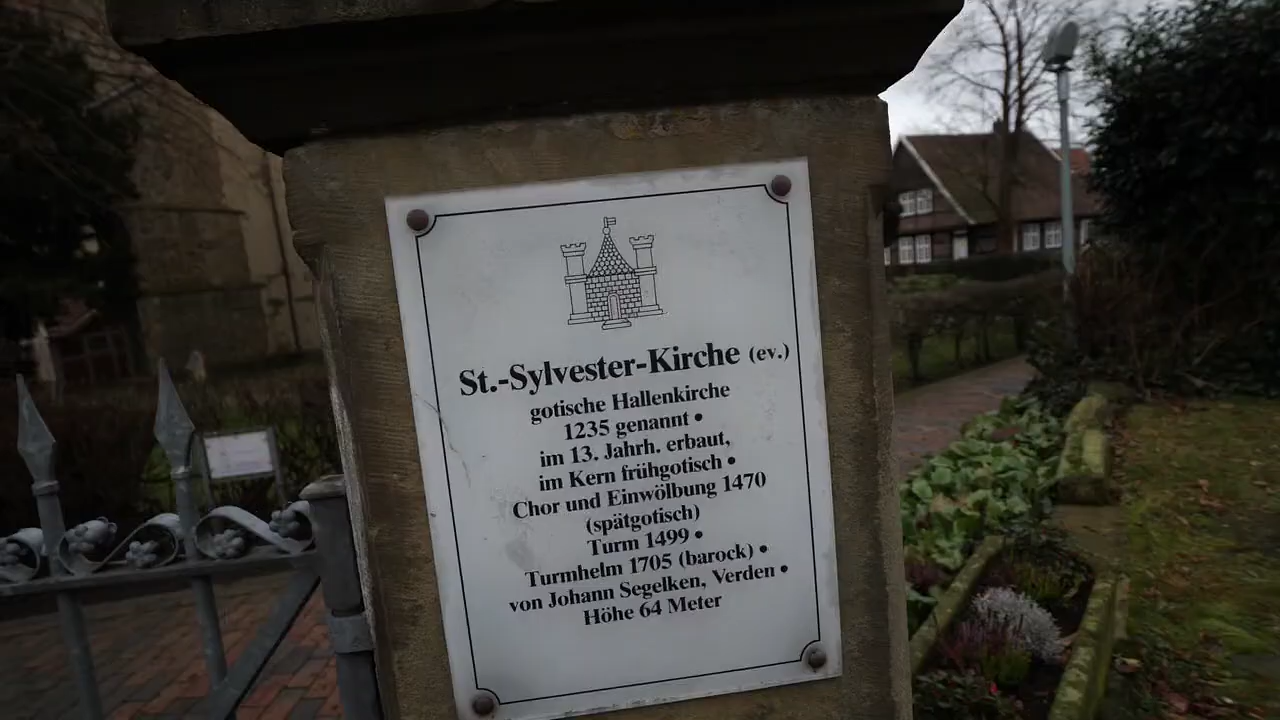 St.-Sylvester-Kirche (ev.)
gotische Hallenkirche
1235 genannt •
im 13. Jahrh. erbaut,
im Kern frühgotisch •
Chor und Einwölbung 1470
(spätgotisch)
Turm 1499 •
Turmhelm 1705 (barock) •
von Johann Segelken, Verden •
Höhe 64 Meter